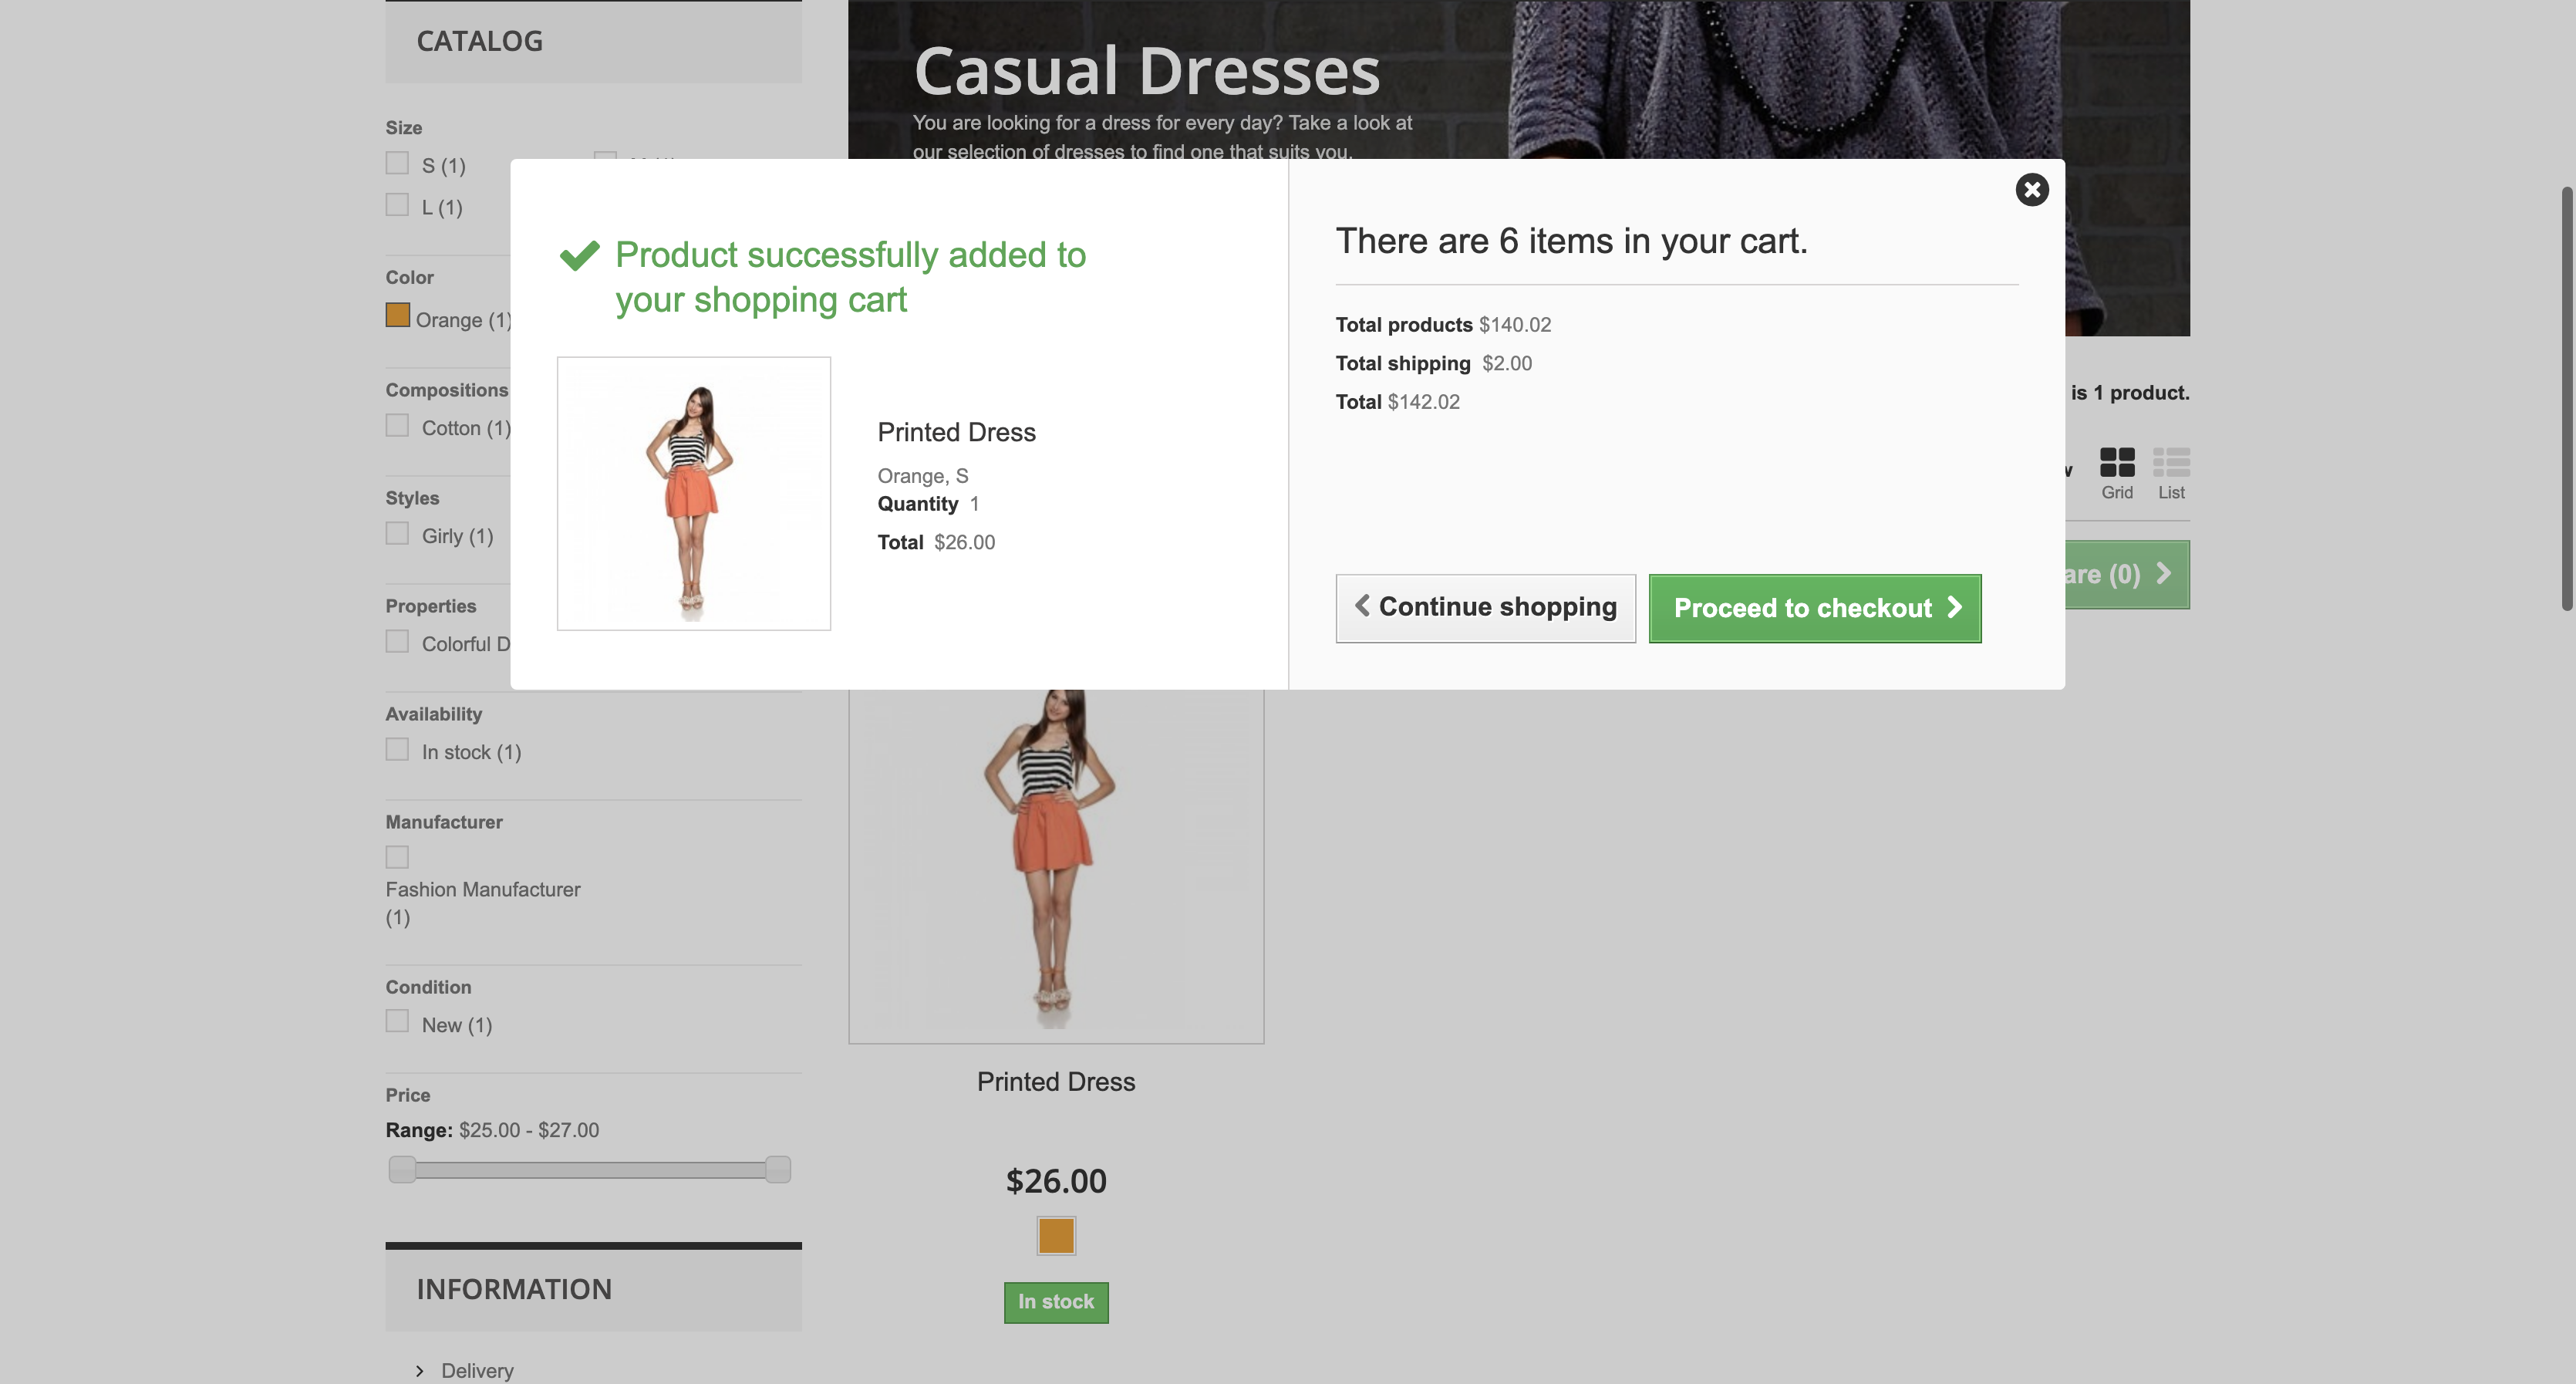 CATALOG
Size
S (1)
L (1)
Color
Orange (1)
Compositions
Cotton (1)
Styles
Girly (1)
Properties
Colorful D
Availability
In stock (1)
Manufacturer
Fashion Manufacturer
(1)
Condition
New (1)
Price
Range: $25.00 - $27.00
INFORMATION
Delivery
Casual Dresses
You are looking for a dress for every day? Take a look at
our selection of dresses to find one that suits you.
Product successfully added to
your shopping cart
Printed Dress
Orange, S
Quantity 1
Total $26.00
There are 6 items in your cart.
Total products $140.02
Total shipping $2.00
Total $142.02
Continue shopping
Proceed to checkout
is 1 product.
Grid List
are (0)
Printed Dress
$26.00
In stock